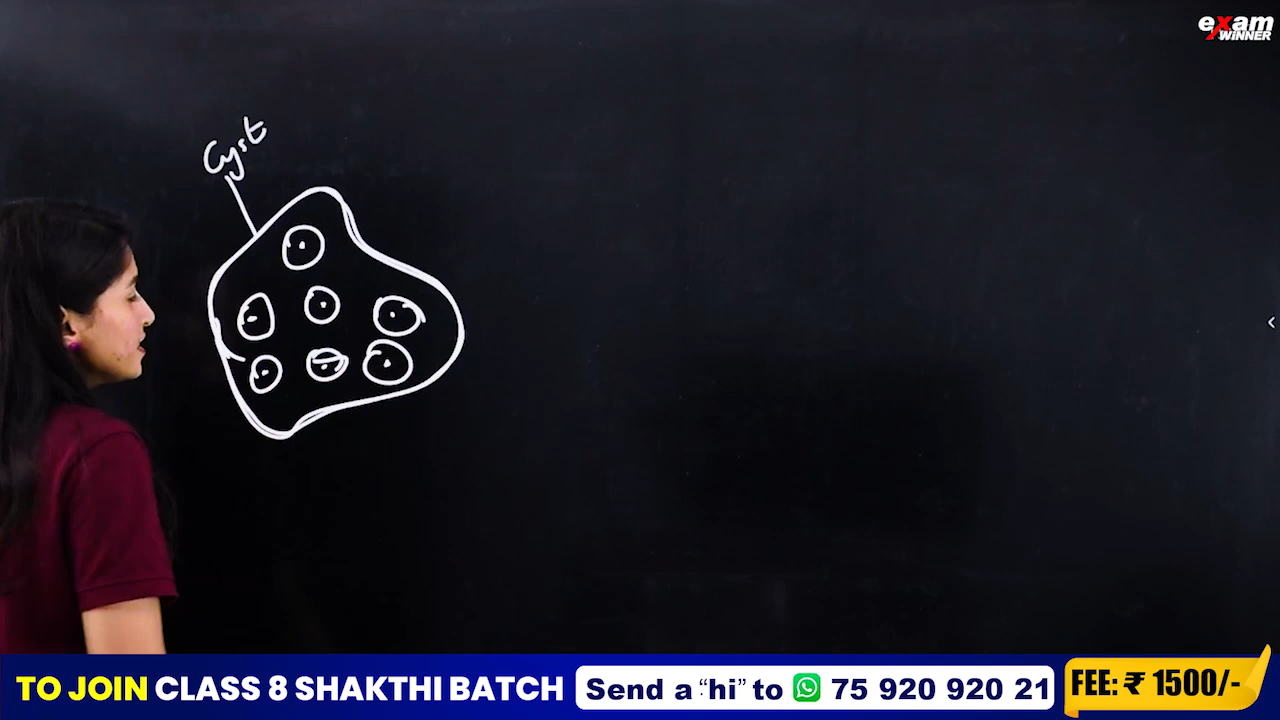 exam
WINNER
Cyst
TO JOIN CLASS 8 SHAKTHI BATCH
Send a “hi” to 75 920 920 21
FEE: ₹ 1500/-